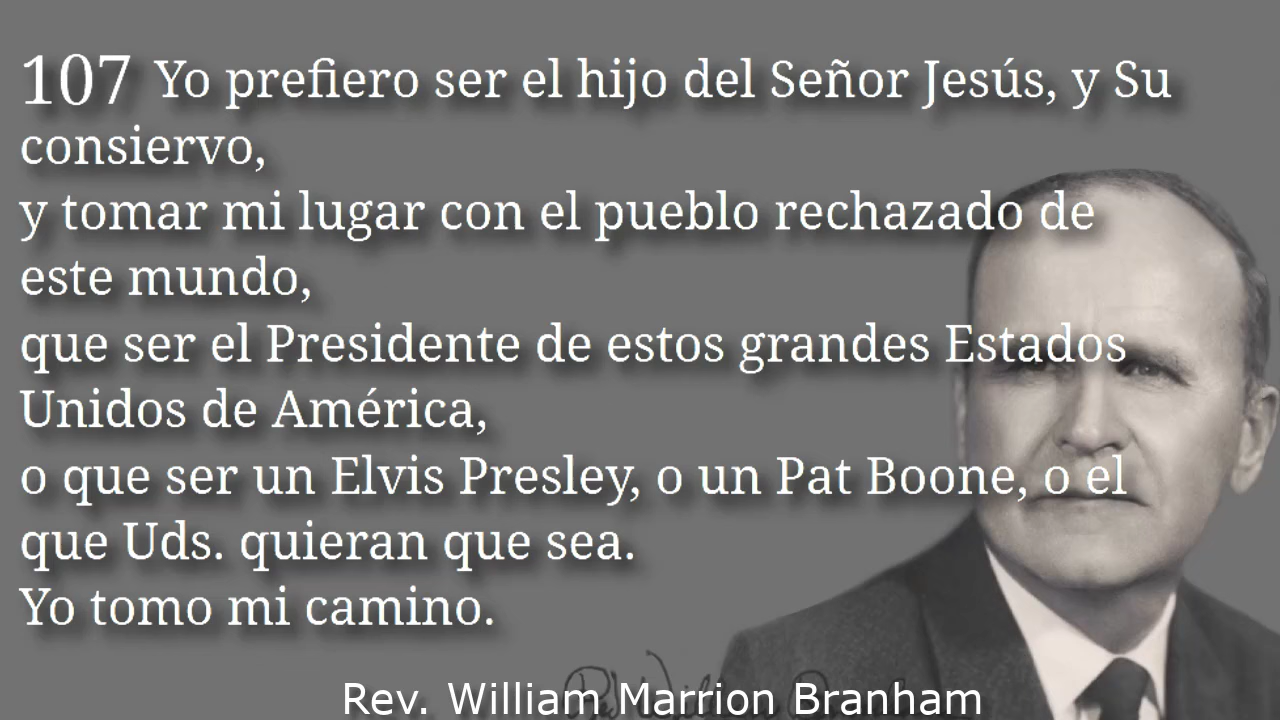 107 Yo prefiero ser el hijo del Señor Jesús, y Su
consiervo,
y tomar mi lugar con el pueblo rechazado de
este mundo,
que ser el Presidente de estos grandes Estados
Unidos de América,
o que ser un Elvis Presley, o un Pat Boone, o el
que Uds. quieran que sea.
Yo tomo mi camino.
Rev. William Marrion Branham